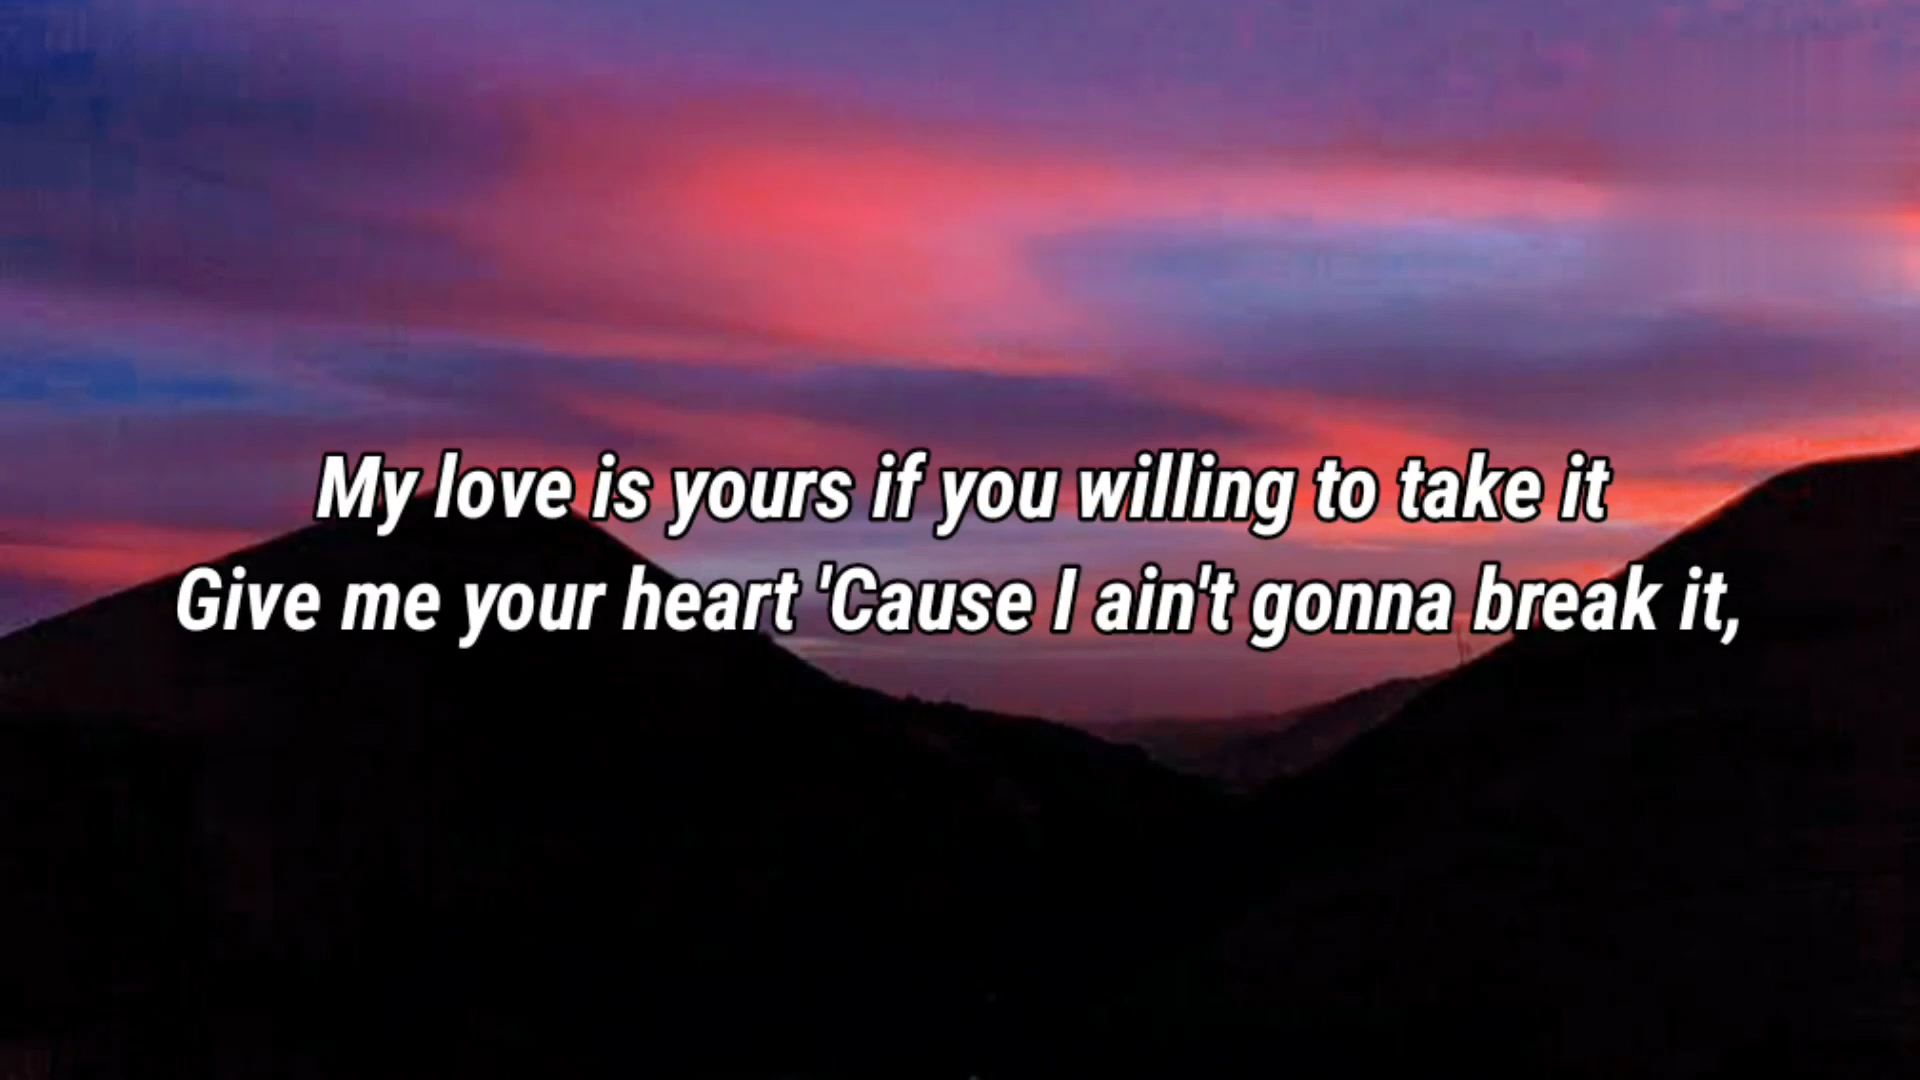 My love is yours if you willing to take it
Give me your heart 'Cause I ain't gonna break it,